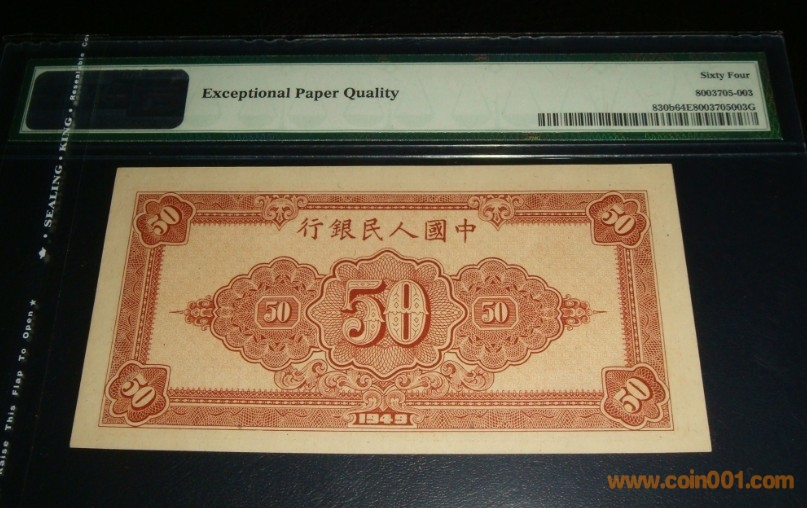 Exceptional Paper Quality
Sixty Four
8003705-003
830b64E8003705003G
SEALING • KING • Resealable
Raise This Flap To Open
行銀民人國中
50
50
50
50
50
50
50
1949
www.coin001.com